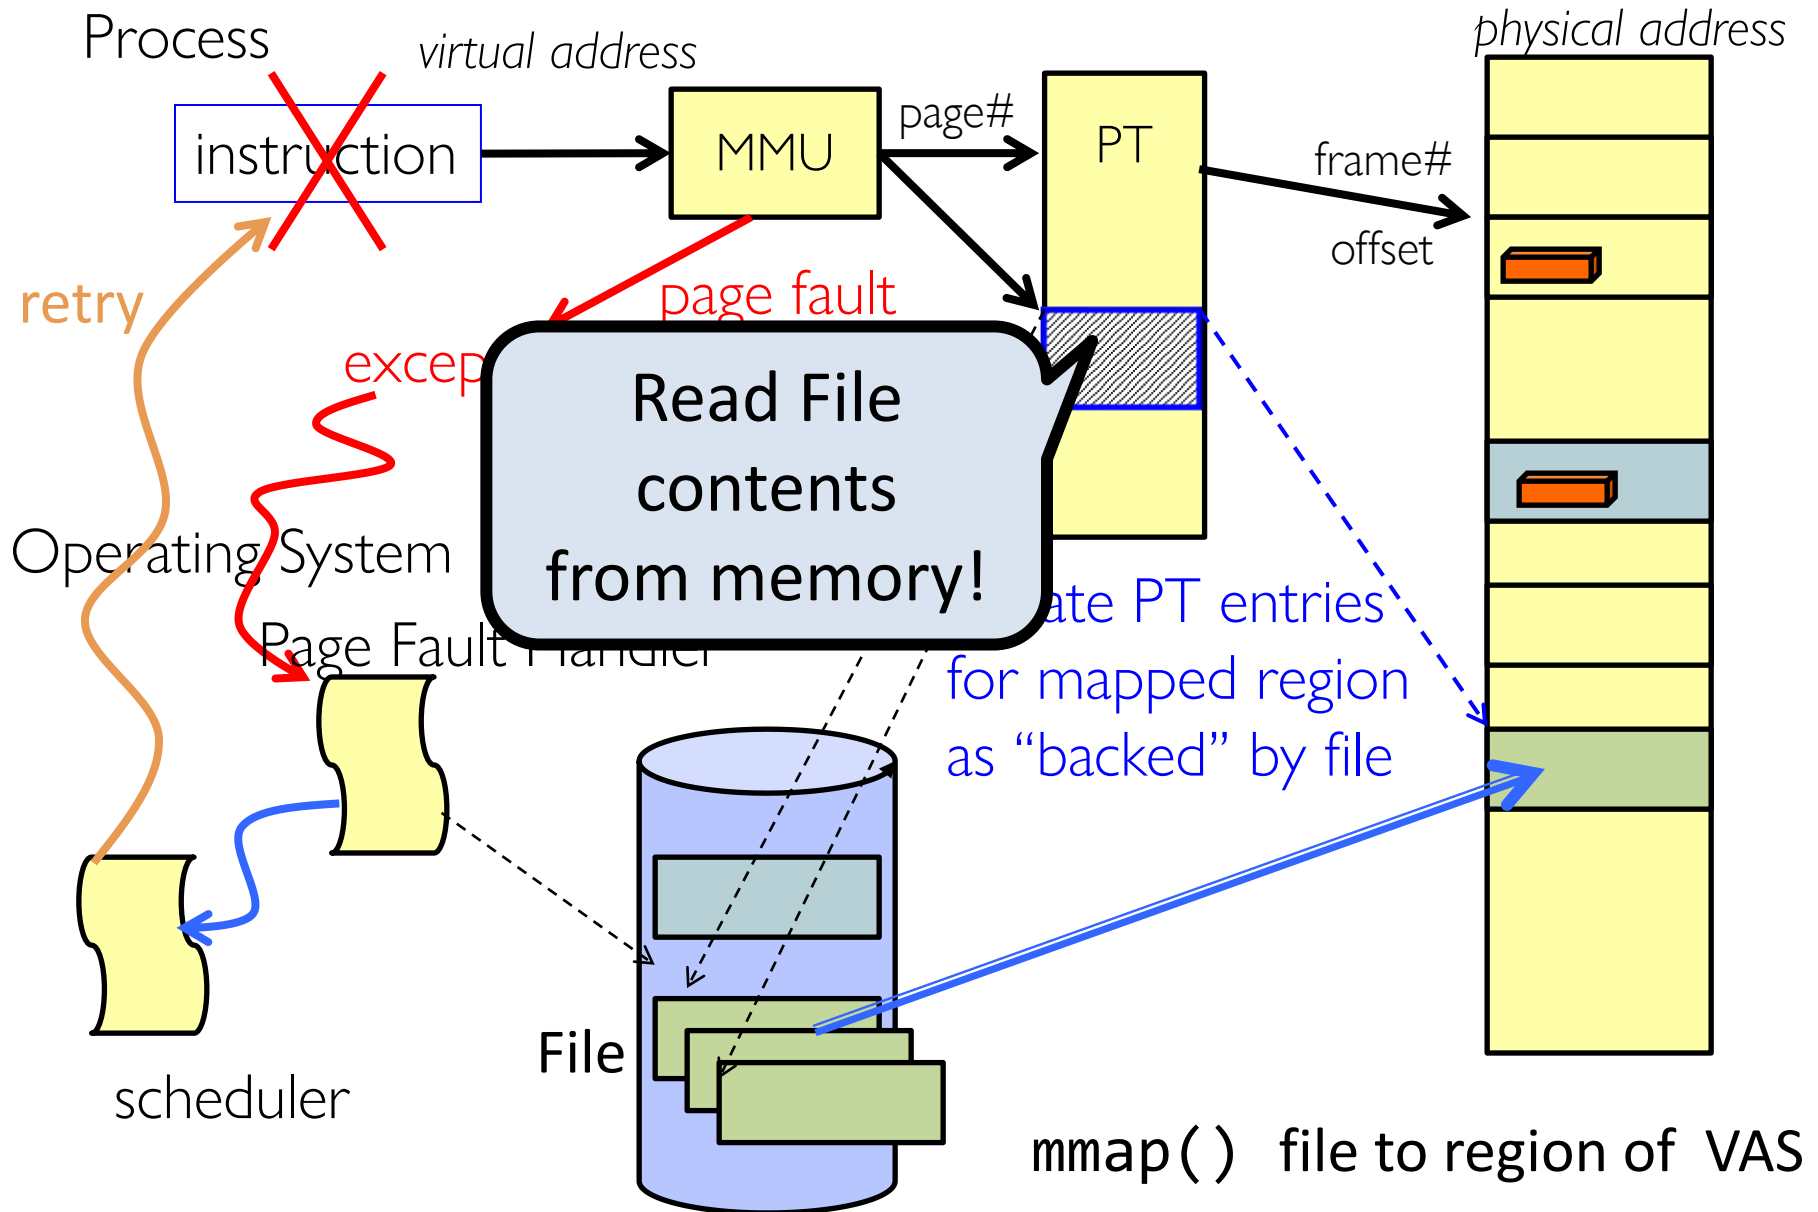 Process
virtual address
physical address
instruction
MMU
page#
PT
frame#
offset
retry
page fault
Read File
contents
from memory!
Operating System
Page Fault Handler
ate PT entries
for mapped region
as “backed” by file
File
scheduler
mmap() file to region of VAS